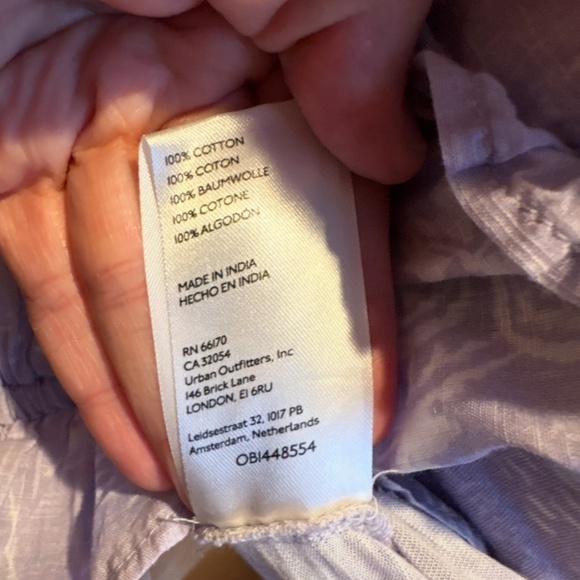 100% COTTON
100% COTON
100% BAUMWOLLE
100% COTONE
100% ALGODÓN
MADE IN INDIA
HECHO EN INDIA
RN 66170
CA 32054
Urban Outfitters, Inc
146 Brick Lane
LONDON, E1 6RU
Leidsestraat 32, 1017 PB
Amsterdam, Netherlands
OB1448554